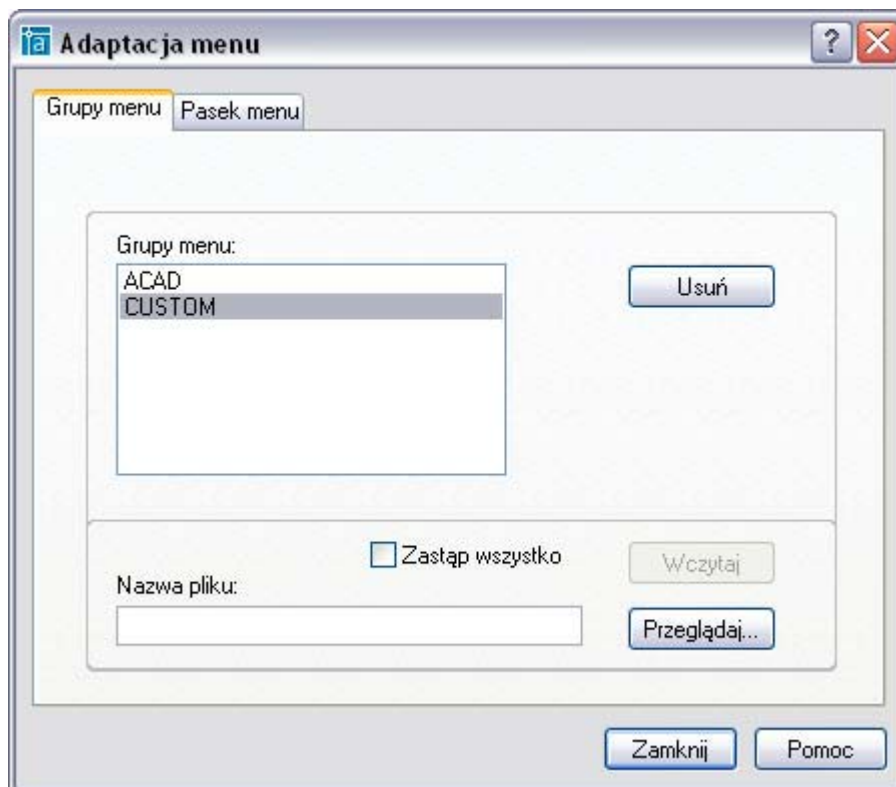 Adaptacja menu
Grupy menu
Pasek menu
Grupy menu:
ACAD
Usuń
CUSTOM
Zastąp wszystko
Wczytaj
Nazwa pliku:
Przeglądaj...
Zamknij
Pomoc